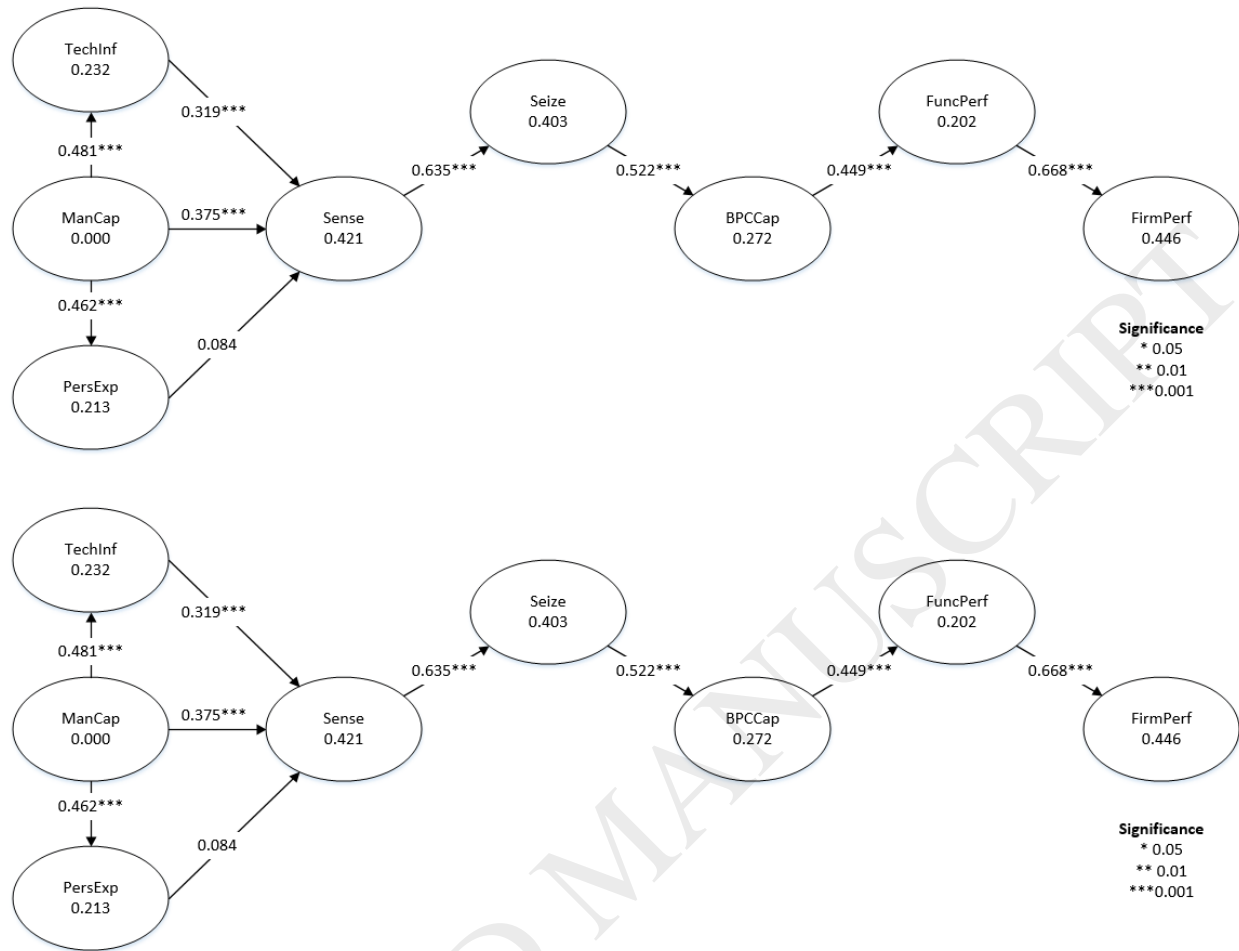 TechInf
0.232
0.319***
0.481***
ManCap
0.000
0.375***
0.462***
PersExp
0.213
0.084
Sense
0.421
0.635***
Seize
0.403
0.522***
BPCCap
0.272
0.449***
FuncPerf
0.202
0.668***
FirmPerf
0.446
Significance
* 0.05
** 0.01
***0.001
TechInf
0.232
0.319***
0.481***
ManCap
0.000
0.375***
0.462***
PersExp
0.213
0.084
Sense
0.421
0.635***
Seize
0.403
0.522***
BPCCap
0.272
0.449***
FuncPerf
0.202
0.668***
FirmPerf
0.446
Significance
* 0.05
** 0.01
***0.001
D MANUSCRIPT